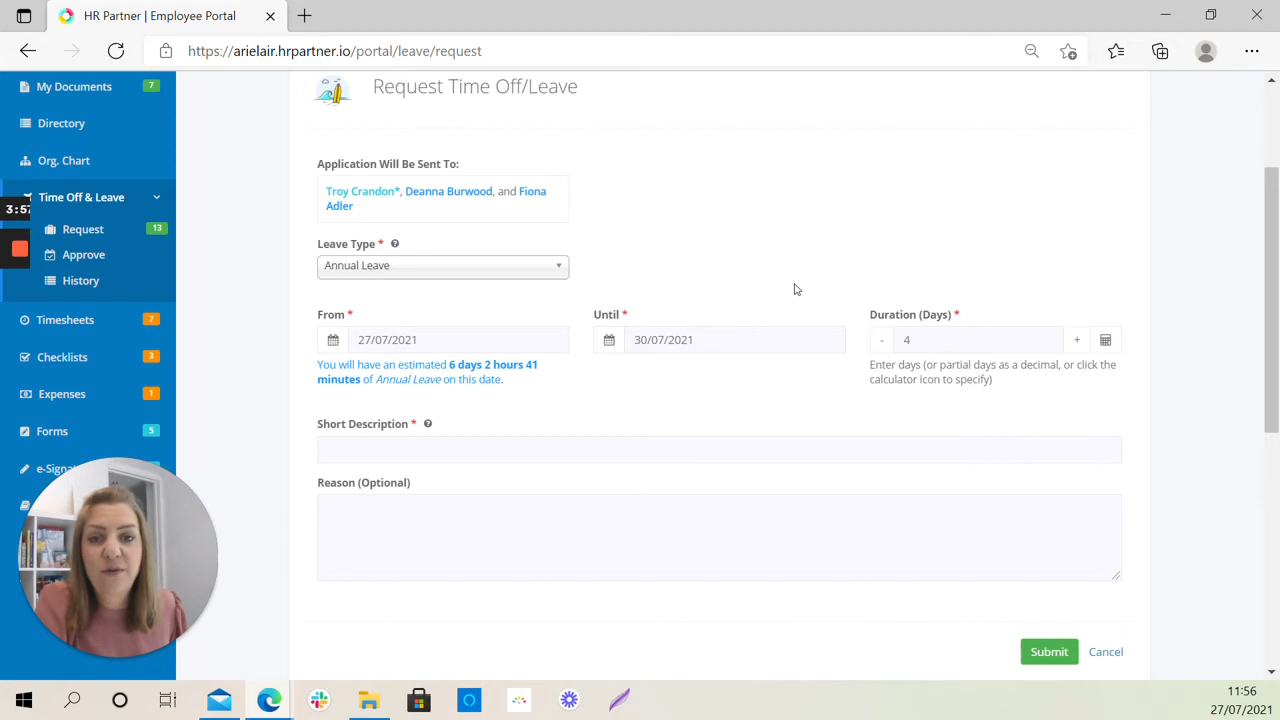 HR Partner | Employee Portal
https://arielair.hrpartner.io/portal/leave/request
My Documents 7
Directory
Org. Chart
Time Off & Leave
3:57
Request 13
Approve
History
Timesheets 7
Checklists 3
Expenses 1
Forms 5
Request Time Off/Leave
Application Will Be Sent To:
Troy Crandon*, Deanna Burwood, and Fiona
Adler
Leave Type *
Annual Leave
From *
27/07/2021
You will have an estimated 6 days 2 hours 41
minutes of Annual Leave on this date.
Until *
30/07/2021
Duration (Days) *
- 4 +
Enter days (or partial days as a decimal, or click the
calculator icon to specify)
Short Description *
Reason (Optional)
Submit Cancel
11:56
27/07/2021